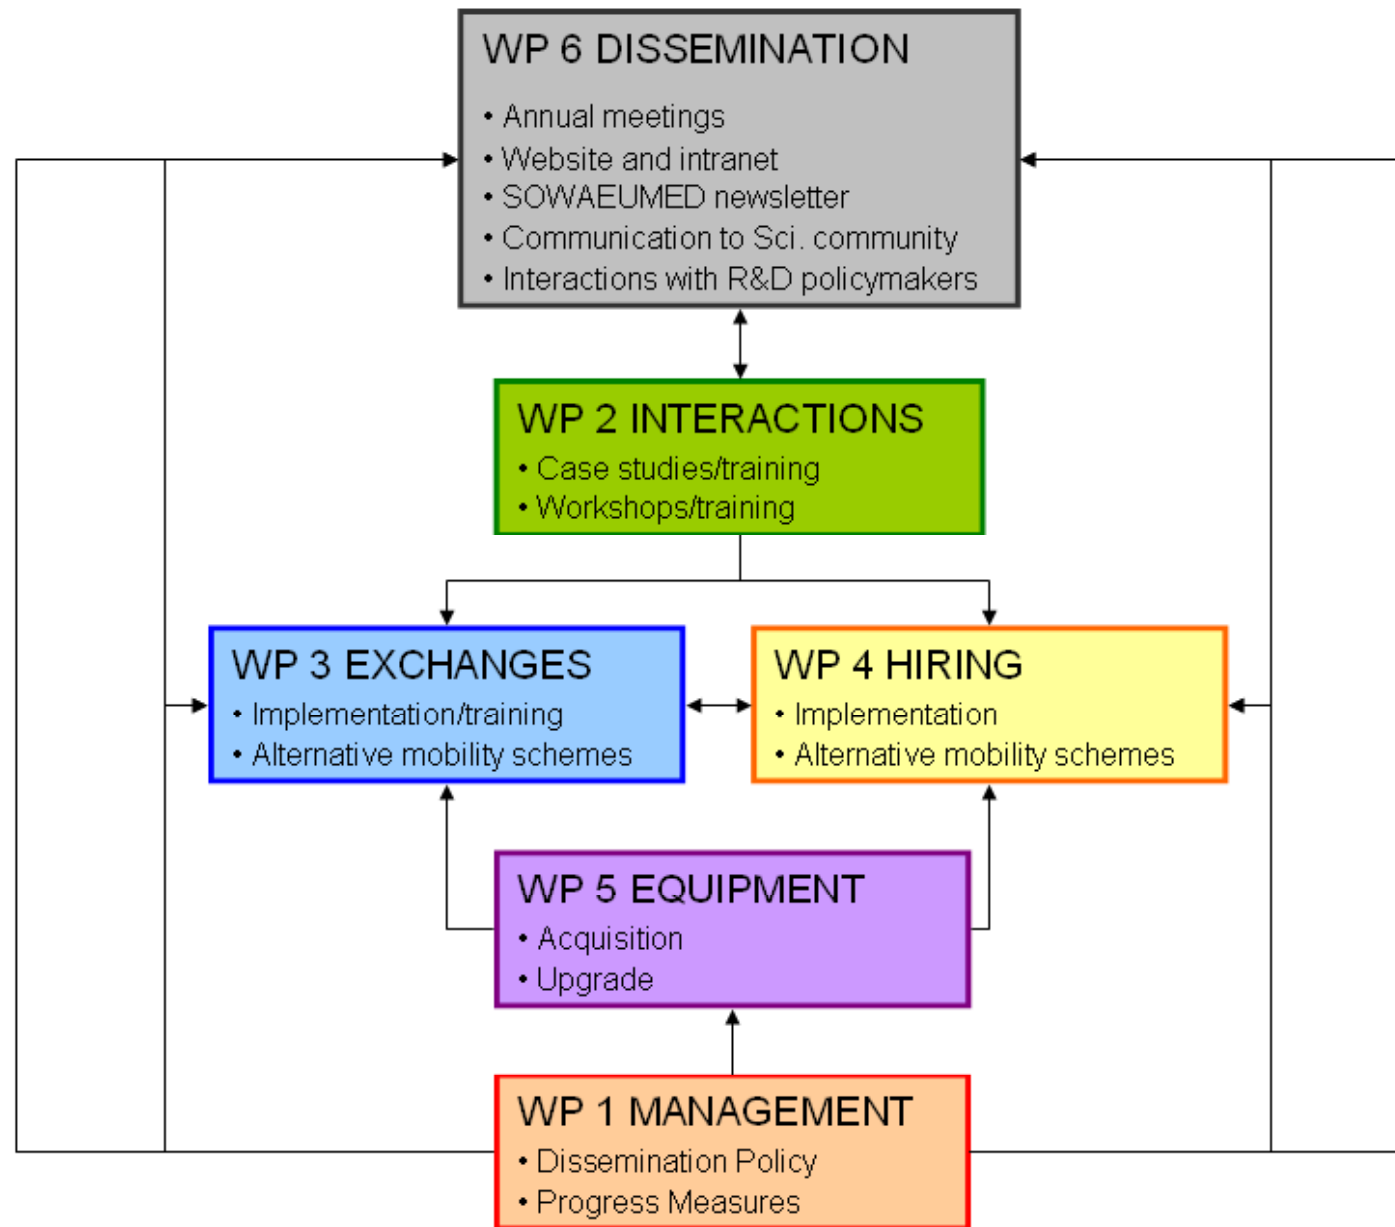 WP 6 DISSEMINATION
• Annual meetings
• Website and intranet
• SOWAEUMED newsletter
• Communication to Sci. community
• Interactions with R&D policymakers
WP 2 INTERACTIONS
• Case studies/training
• Workshops/training
WP 3 EXCHANGES
• Implementation/training
• Alternative mobility schemes
WP 4 HIRING
• Implementation
• Alternative mobility schemes
WP 5 EQUIPMENT
• Acquisition
• Upgrade
WP 1 MANAGEMENT
• Dissemination Policy
• Progress Measures